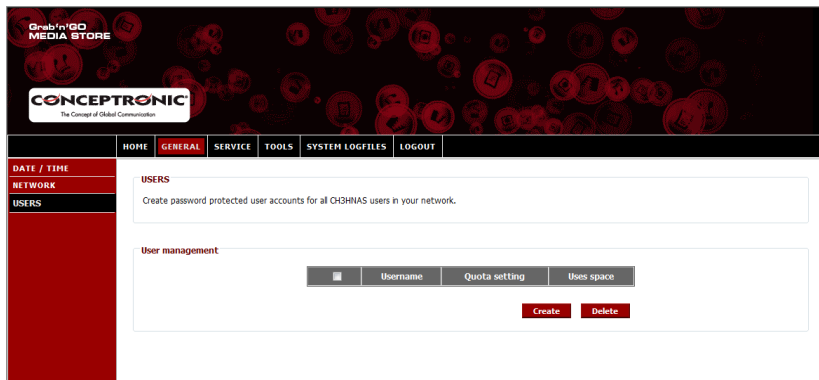 Grab'n'GO
MEDIA STORE
CONCEPTRONIC®
The Concept of Global Communication
HOME GENERAL SERVICE TOOLS SYSTEM LOGFILES LOGOUT
DATE / TIME
NETWORK
USERS
USERS
Create password protected user accounts for all CH3HNAS users in your network.
User management
Username Quota setting Uses space
Create Delete